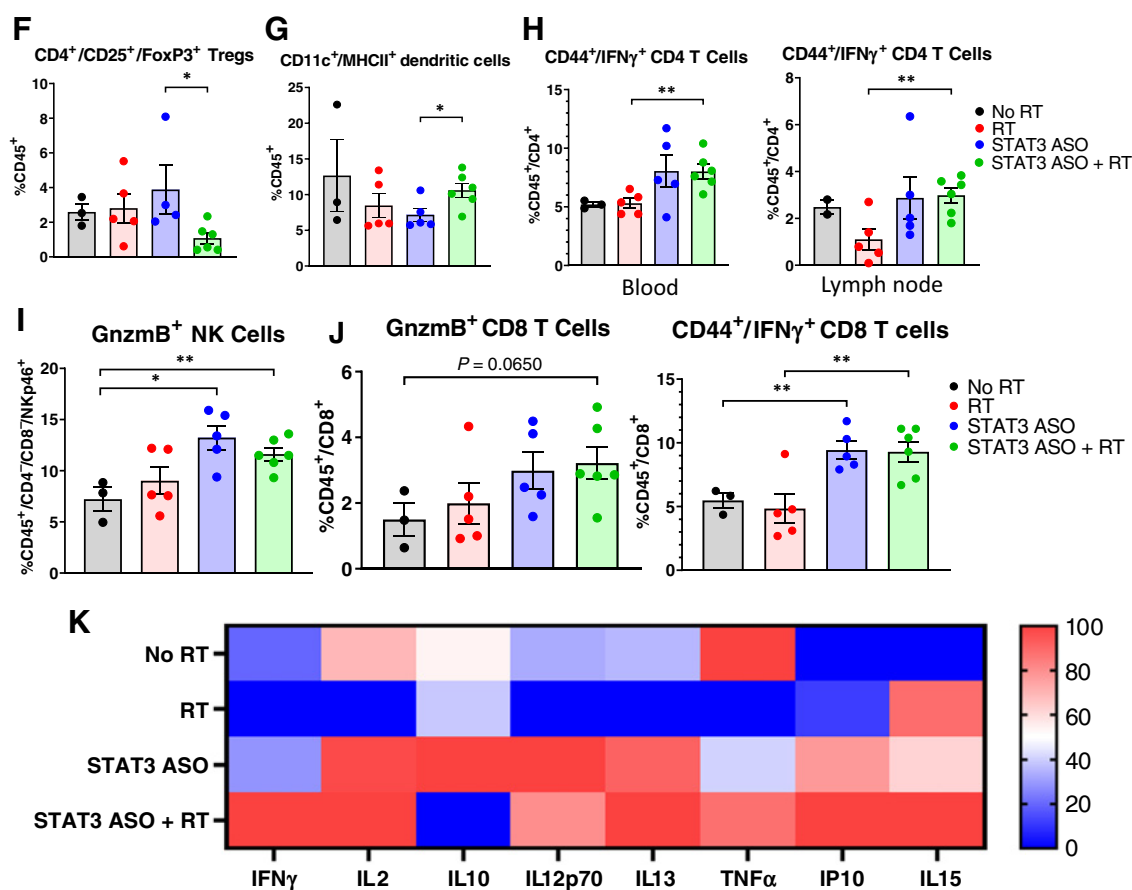 F
CD4⁺/CD25⁺/FoxP3⁺ Tregs
%CD45⁺
10
8
6
4
2
0
*
G
CD11c⁺/MHCII⁺ dendritic cells
%CD45⁺
25
20
15
10
5
0
*
H
CD44⁺/IFNγ⁺ CD4 T Cells
%CD45⁺/CD4⁺
15
10
5
0
**
Blood
CD44⁺/IFNγ⁺ CD4 T Cells
%CD45⁺/CD4⁺
8
6
4
2
0
**
Lymph node
No RT
RT
STAT3 ASO
STAT3 ASO + RT
I
GnzmB⁺ NK Cells
%CD45⁺/CD47/CD87/NKp46⁺
20
15
10
5
0
**
*
J
GnzmB⁺ CD8 T Cells
%CD45⁺/CD8⁺
6
4
2
0
P = 0.0650
CD44⁺/IFNγ⁺ CD8 T cells
%CD45⁺/CD8⁺
15
10
5
0
**
**
No RT
RT
STAT3 ASO
STAT3 ASO + RT
K
No RT
RT
STAT3 ASO
STAT3 ASO + RT
IFNγ IL2 IL10 IL12p70 IL13 TNFα IP10 IL15
100
80
60
40
20
0